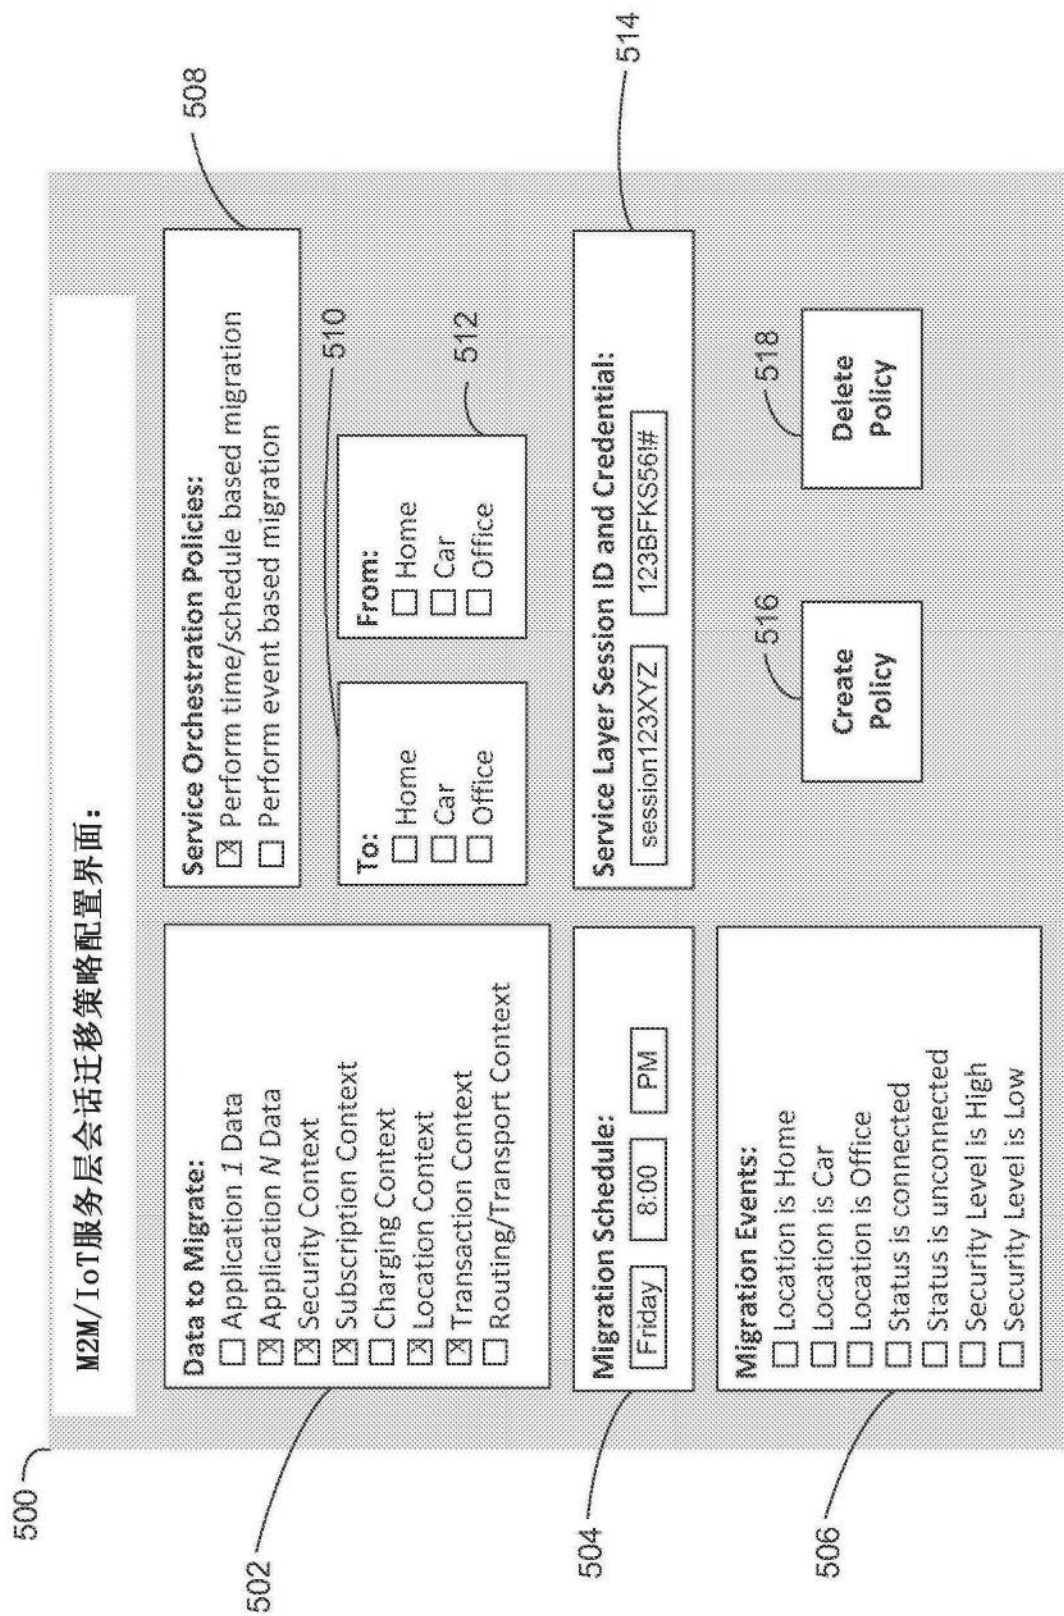 500
M2M/IoT服务层会话迁移策略配置界面：
502
Data to Migrate:
Application 1 Data
Application N Data
Security Context
Subscription Context
Charging Context
Location Context
Transaction Context
Routing/Transport Context
504
Migration Schedule:
Friday 8:00 PM
506
Migration Events:
Location is Home
Location is Car
Location is Office
Status is connected
Status is unconnected
Security Level is High
Security Level is Low
508
Service Orchestration Policies:
Perform time/schedule based migration
Perform event based migration
510
To:
Home
Car
Office
512
From:
Home
Car
Office
514
Service Layer Session ID and Credential:
session123XYZ 123BFKS56!#
516
Create
Policy
518
Delete
Policy